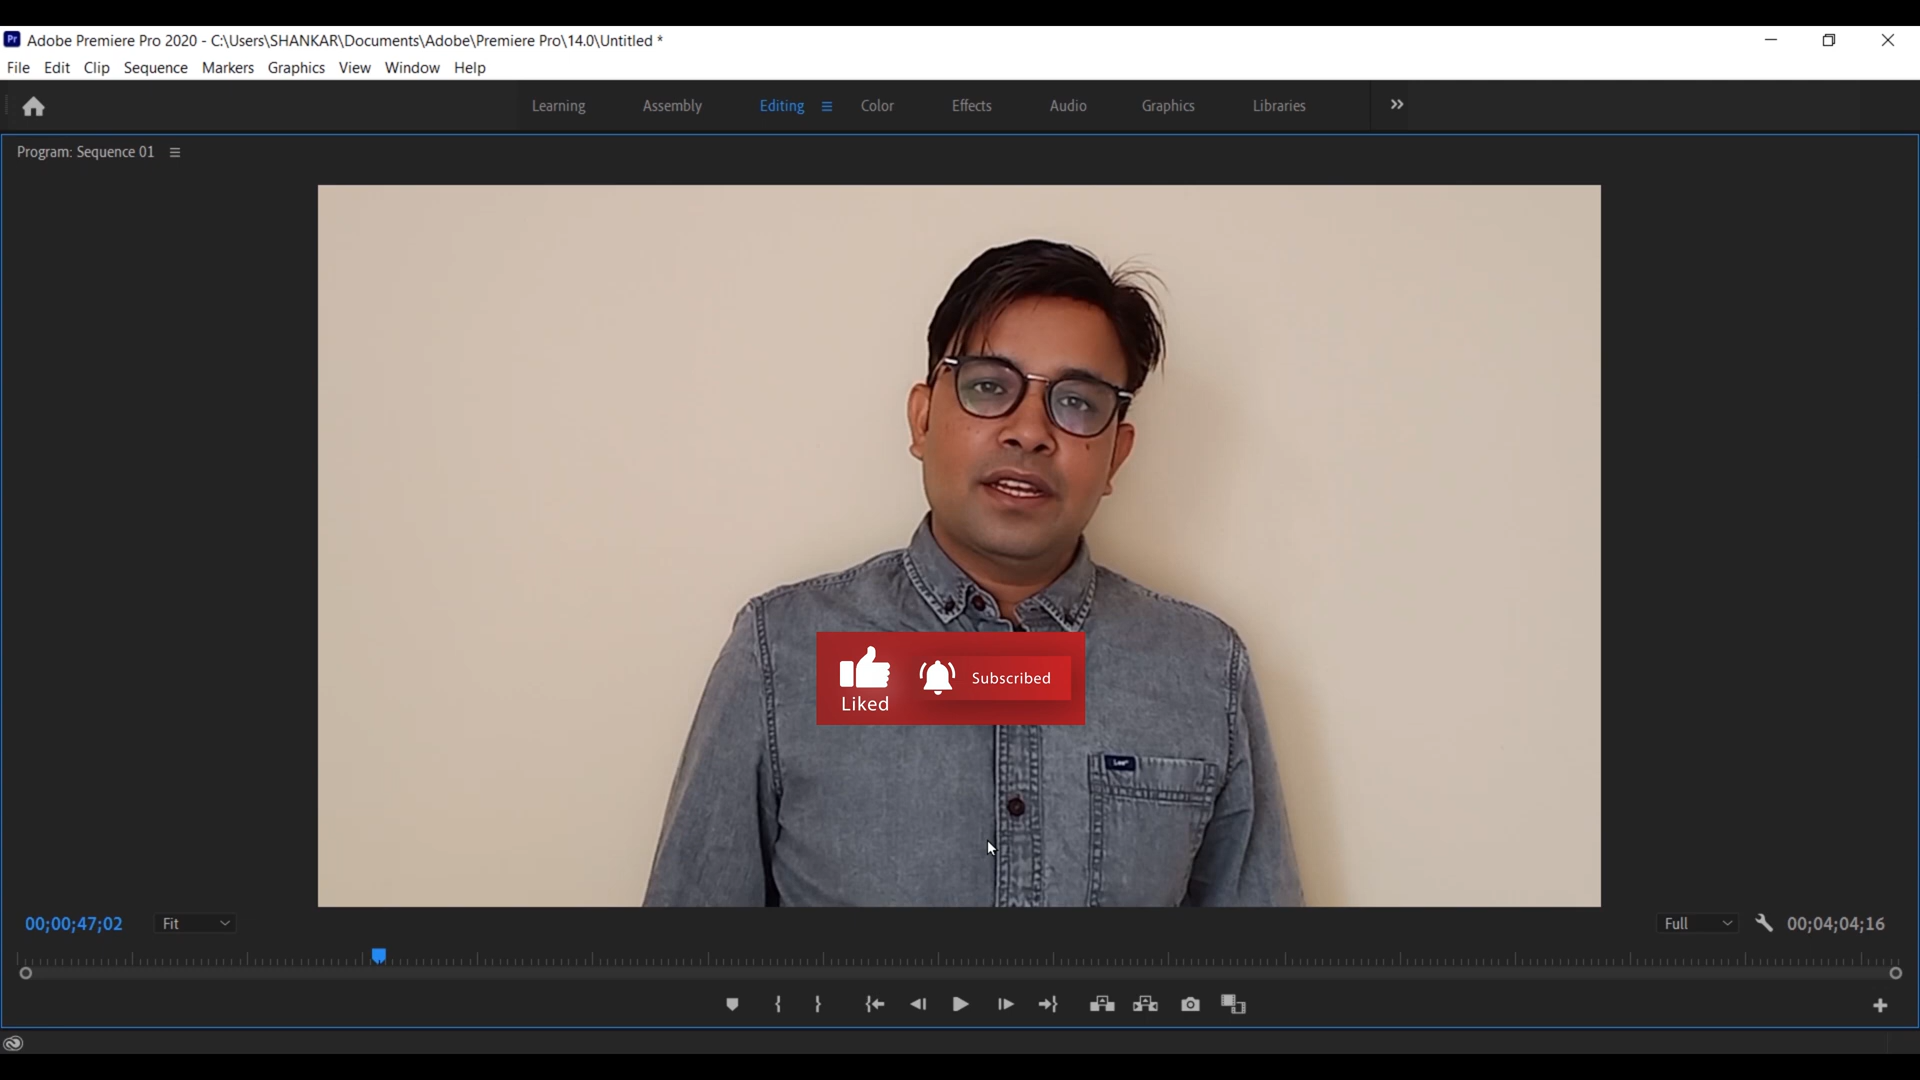 Pr Adobe Premiere Pro 2020 - C:\Users\SHANKAR\Documents\Adobe\Premiere Pro\14.0\Untitled *
File Edit Clip Sequence Markers Graphics View Window Help
Learning Assembly Editing Color Effects Audio Graphics Libraries
Program: Sequence 01
Subscribed
Liked
Lee
00;00;47;02 Fit Full 00;04;04;16